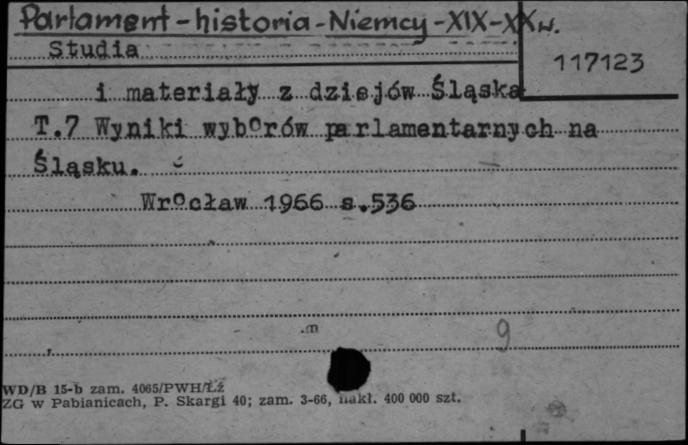 Parlament - historia - Niemcy - XIX - XX w.
Studia
117123
i materiały z dziejów Śląska
T.7 Wyniki wyborów parlamentarnych na
Śląsku.
Wrocław 1966 s.536
.m
9
WD/B 15-b zam. 4065/PWH/Łż
ZG w Pabianicach, P. Skargi 40; zam. 3-66, nakł. 400 000 szt.